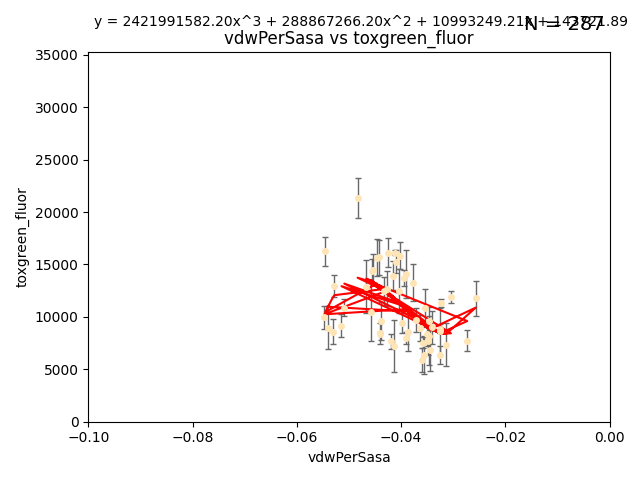 y = 2421991582.20x^3 + 288867266.20x^2 + 10993249.21x + 143721.89
N = 287
vdwPerSasa vs toxgreen_fluor
35000
30000
25000
20000
15000
10000
5000
0
toxgreen_fluor
−0.10 −0.08 −0.06 −0.04 −0.02 0.00
vdwPerSasa